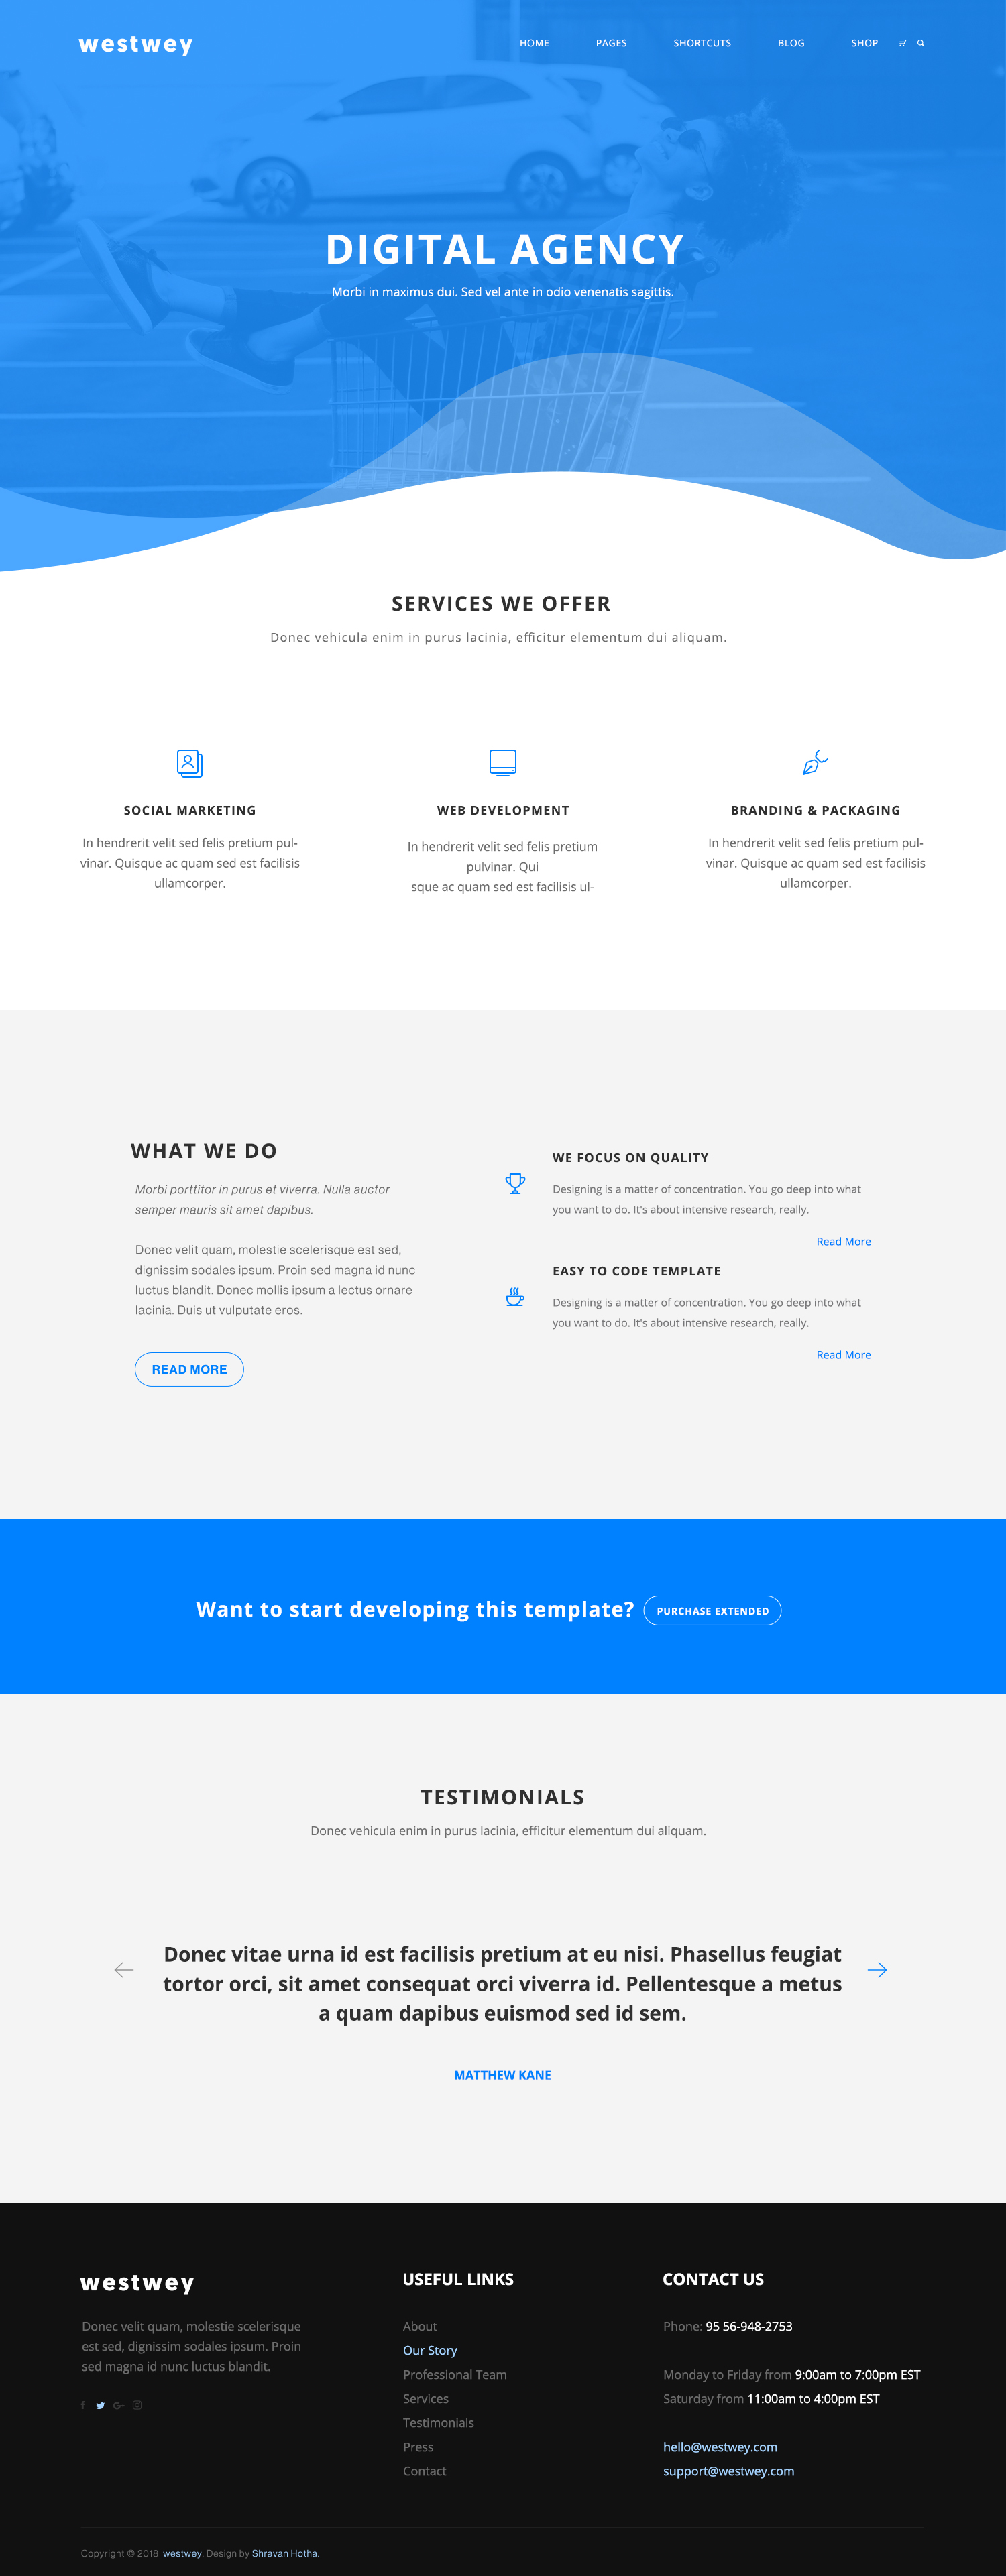 westwey
HOME PAGES SHORTCUTS BLOG SHOP
DIGITAL AGENCY
Morbi in maximus dui. Sed vel ante in odio venenatis sagittis.
SERVICES WE OFFER
Donec vehicula enim in purus lacinia, efficitur elementum dui aliquam.
SOCIAL MARKETING
In hendrerit velit sed felis pretium pul-
vinar. Quisque ac quam sed est facilisis
ullamcorper.
WEB DEVELOPMENT
In hendrerit velit sed felis pretium
pulvinar. Qui
sque ac quam sed est facilisis ul-
BRANDING & PACKAGING
In hendrerit velit sed felis pretium pul-
vinar. Quisque ac quam sed est facilisis
ullamcorper.
WHAT WE DO
Morbi porttitor in purus et viverra. Nulla auctor
semper mauris sit amet dapibus.
Donec velit quam, molestie scelerisque est sed,
dignissim sodales ipsum. Proin sed magna id nunc
luctus blandit. Donec mollis ipsum a lectus ornare
lacinia. Duis ut vulputate eros.
READ MORE
WE FOCUS ON QUALITY
Designing is a matter of concentration. You go deep into what
you want to do. It's about intensive research, really.
Read More
EASY TO CODE TEMPLATE
Designing is a matter of concentration. You go deep into what
you want to do. It's about intensive research, really.
Read More
Want to start developing this template?
PURCHASE EXTENDED
TESTIMONIALS
Donec vehicula enim in purus lacinia, efficitur elementum dui aliquam.
Donec vitae urna id est facilisis pretium at eu nisi. Phasellus feugiat
tortor orci, sit amet consequat orci viverra id. Pellentesque a metus
a quam dapibus euismod sed id sem.
MATTHEW KANE
westwey
Donec velit quam, molestie scelerisque
est sed, dignissim sodales ipsum. Proin
sed magna id nunc luctus blandit.
USEFUL LINKS
About
Our Story
Professional Team
Services
Testimonials
Press
Contact
CONTACT US
Phone: 95 56-948-2753
Monday to Friday from 9:00am to 7:00pm EST
Saturday from 11:00am to 4:00pm EST
hello@westwey.com
support@westwey.com
Copyright © 2018 westwey. Design by Shravan Hotha.